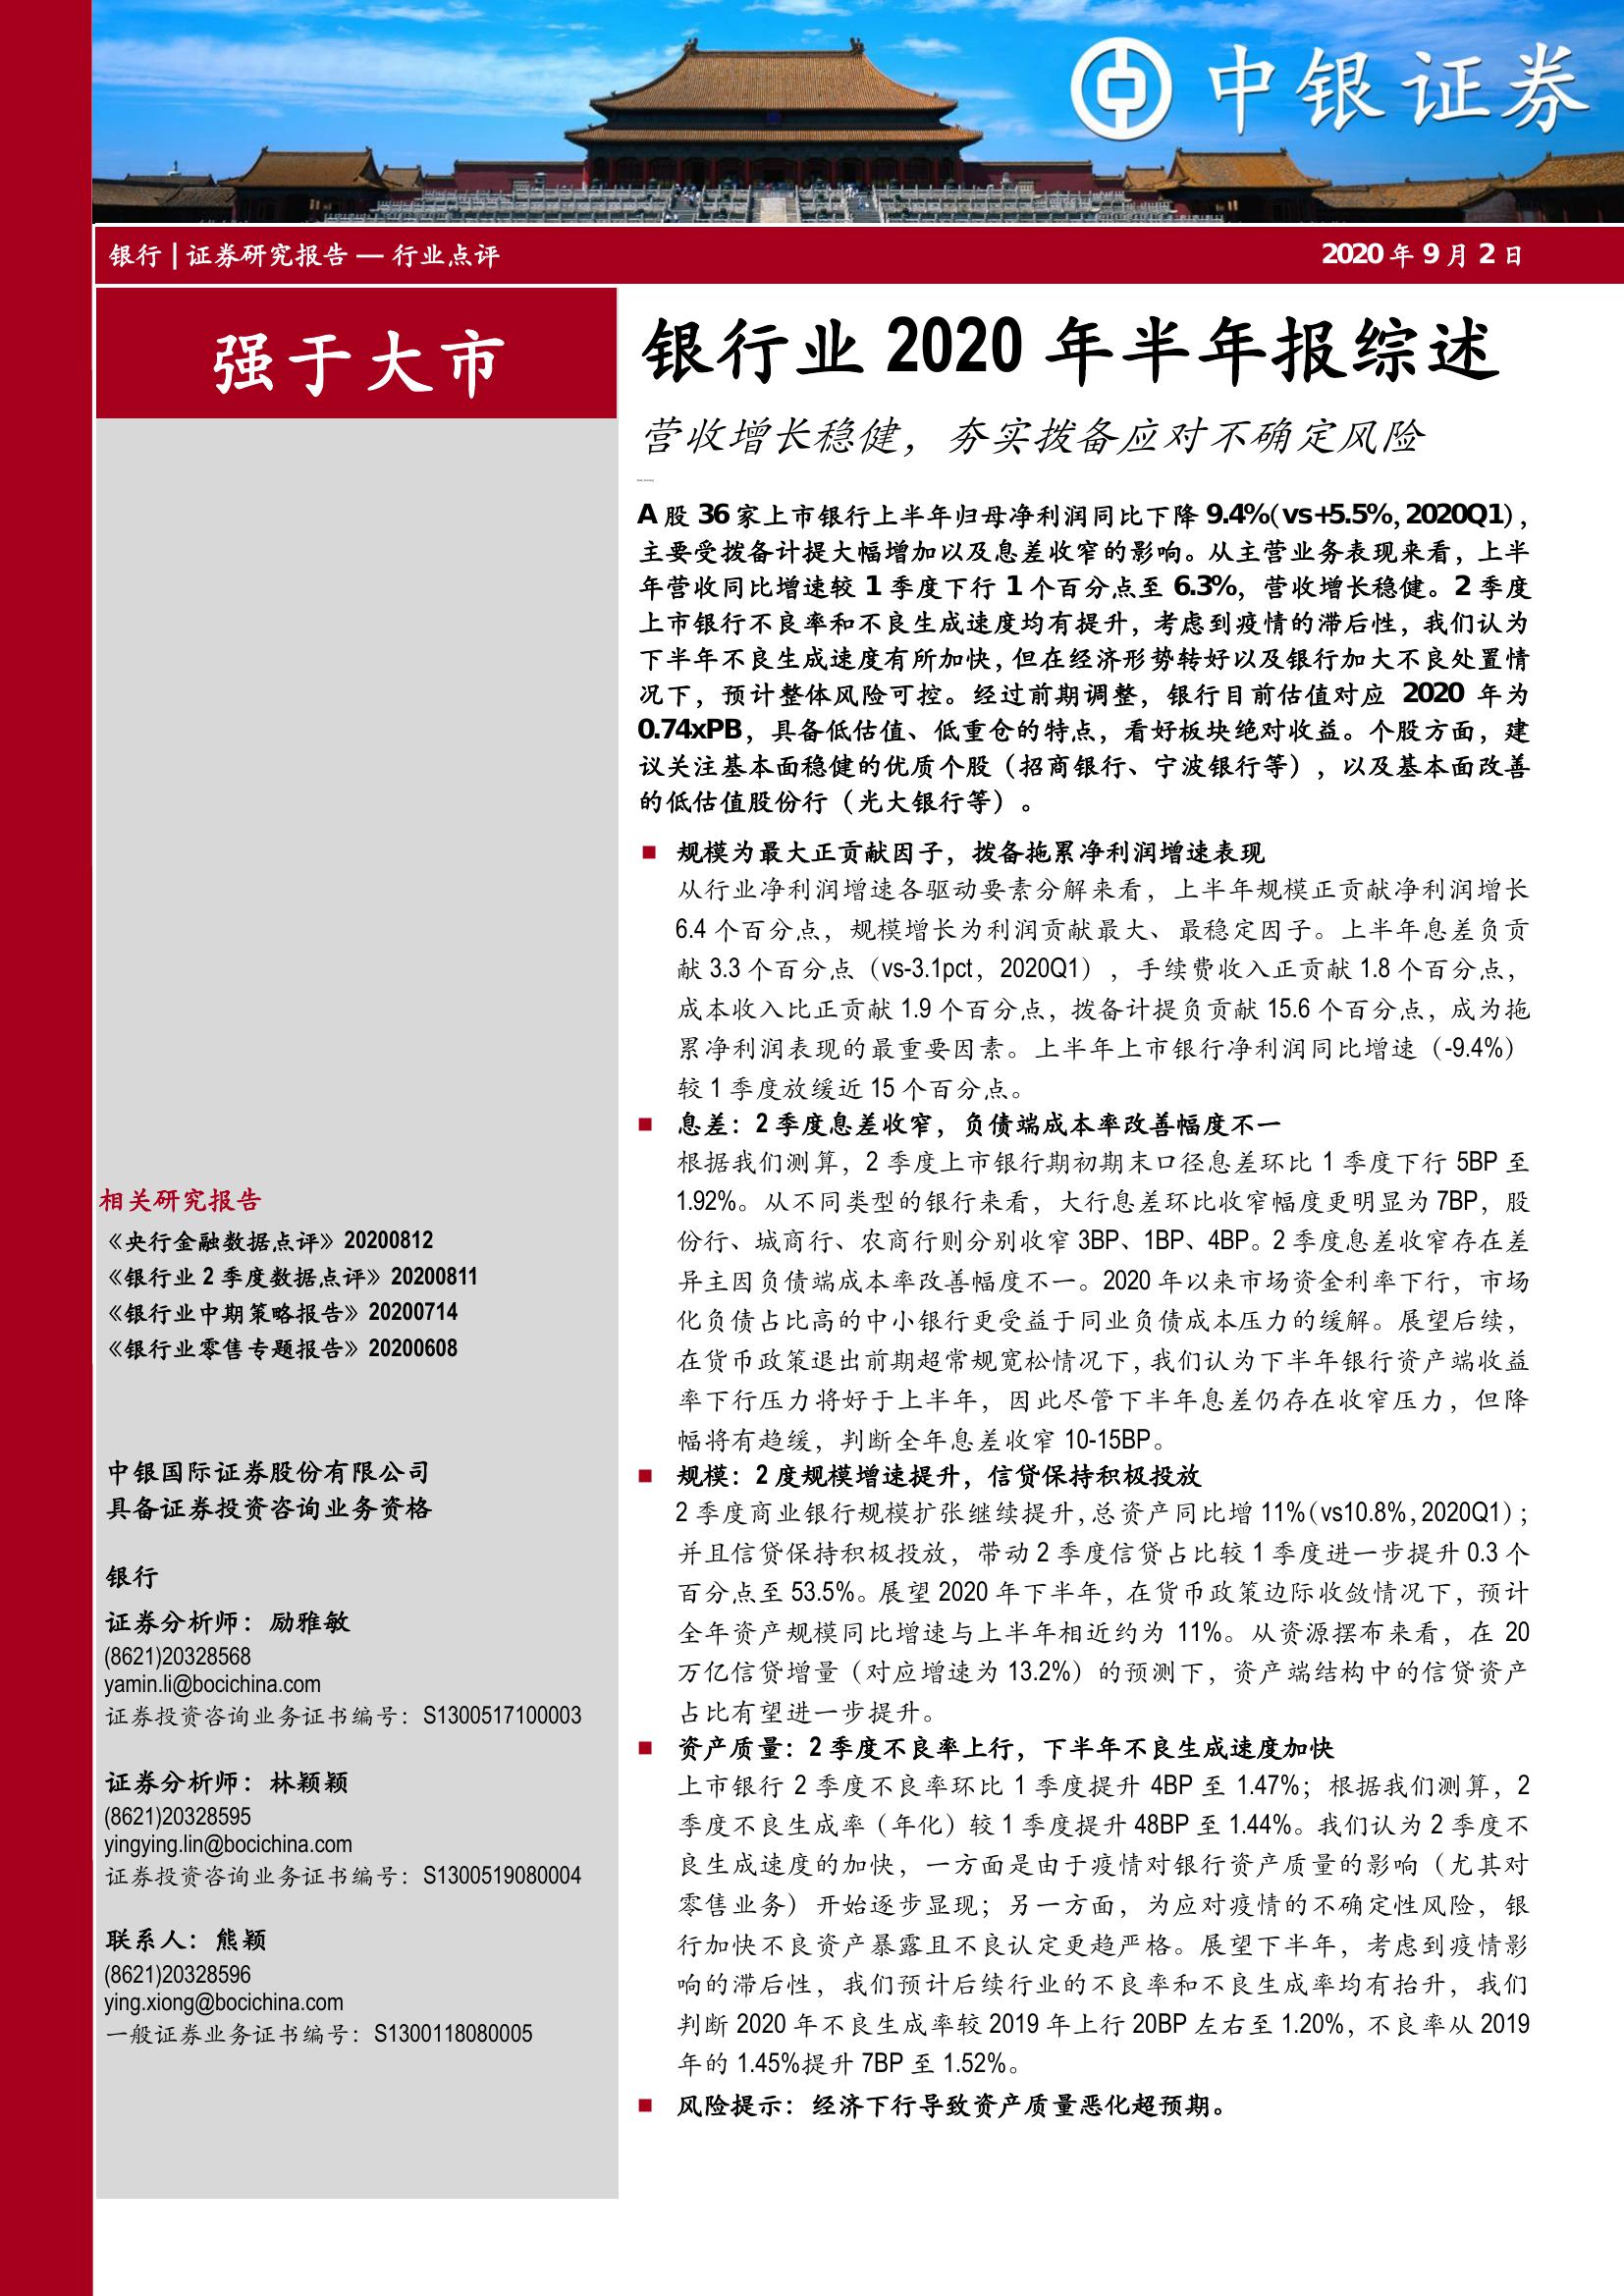 中银证券
银行 | 证券研究报告 — 行业点评
2020 年 9 月 2 日
强于大市
银行业 2020 年半年报综述
营收增长稳健，夯实拨备应对不确定风险
A 股 36 家上市银行上半年归母净利润同比下降 9.4%(vs+5.5%, 2020Q1)，
主要受拨备计提大幅增加以及息差收窄的影响。从主营业务表现来看，上半
年营收同比增速较 1 季度下行 1 个百分点至 6.3%，营收增长稳健。2 季度
上市银行不良率和不良生成速度均有提升，考虑到疫情的滞后性，我们认为
下半年不良生成速度有所加快，但在经济形势转好以及银行加大不良处置情
况下，预计整体风险可控。经过前期调整，银行目前估值对应 2020 年为
0.74xPB，具备低估值、低重仓的特点，看好板块绝对收益。个股方面，建
议关注基本面稳健的优质个股（招商银行、宁波银行等），以及基本面改善
的低估值股份行（光大银行等）。
■ 规模为最大正贡献因子，拨备拖累净利润增速表现
从行业净利润增速各驱动要素分解来看，上半年规模正贡献净利润增长
6.4 个百分点，规模增长为利润贡献最大、最稳定因子。上半年息差负贡
献 3.3 个百分点（vs-3.1pct，2020Q1），手续费收入正贡献 1.8 个百分点，
成本收入比正贡献 1.9 个百分点，拨备计提负贡献 15.6 个百分点，成为拖
累净利润表现的最重要因素。上半年上市银行净利润同比增速（-9.4%）
较 1 季度放缓近 15 个百分点。
■ 息差：2 季度息差收窄，负债端成本率改善幅度不一
根据我们测算，2 季度上市银行期初期末口径息差环比 1 季度下行 5BP 至
1.92%。从不同类型的银行来看，大行息差环比收窄幅度更明显为 7BP，股
份行、城商行、农商行则分别收窄 3BP、1BP、4BP。2 季度息差收窄存在差
异主因负债端成本率改善幅度不一。2020 年以来市场资金利率下行，市场
化负债占比高的中小银行更受益于同业负债成本压力的缓解。展望后续，
在货币政策退出前期超常规宽松情况下，我们认为下半年银行资产端收益
率下行压力将好于上半年，因此尽管下半年息差仍存在收窄压力，但降
幅将有趋缓，判断全年息差收窄 10-15BP。
■ 规模：2 度规模增速提升，信贷保持积极投放
2 季度商业银行规模扩张继续提升，总资产同比增 11%(vs10.8%，2020Q1)；
并且信贷保持积极投放，带动 2 季度信贷占比较 1 季度进一步提升 0.3 个
百分点至 53.5%。展望 2020 年下半年，在货币政策边际收敛情况下，预计
全年资产规模同比增速与上半年相近约为 11%。从资源摆布来看，在 20
万亿信贷增量（对应增速为 13.2%）的预测下，资产端结构中的信贷资产
占比有望进一步提升。
■ 资产质量：2 季度不良率上行，下半年不良生成速度加快
上市银行 2 季度不良率环比 1 季度提升 4BP 至 1.47%；根据我们测算，2
季度不良生成率（年化）较 1 季度提升 48BP 至 1.44%。我们认为 2 季度不
良生成速度的加快，一方面是由于疫情对银行资产质量的影响（尤其对
零售业务）开始逐步显现；另一方面，为应对疫情的不确定性风险，银
行加快不良资产暴露且不良认定更趋严格。展望下半年，考虑到疫情影
响的滞后性，我们预计后续行业的不良率和不良生成率均有抬升，我们
判断 2020 年不良生成率较 2019 年上行 20BP 左右至 1.20%，不良率从 2019
年的 1.45%提升 7BP 至 1.52%。
■ 风险提示：经济下行导致资产质量恶化超预期。
相关研究报告
《央行金融数据点评》20200812
《银行业 2 季度数据点评》20200811
《银行业中期策略报告》20200714
《银行业零售专题报告》20200608
中银国际证券股份有限公司
具备证券投资咨询业务资格
银行
证券分析师：励雅敏
(8621)20328568
yamin.li@bocichina.com
证券投资咨询业务证书编号：S1300517100003
证券分析师：林颖颖
(8621)20328595
yingying.lin@bocichina.com
证券投资咨询业务证书编号：S1300519080004
联系人：熊颖
(8621)20328596
ying.xiong@bocichina.com
一般证券业务证书编号：S1300118080005